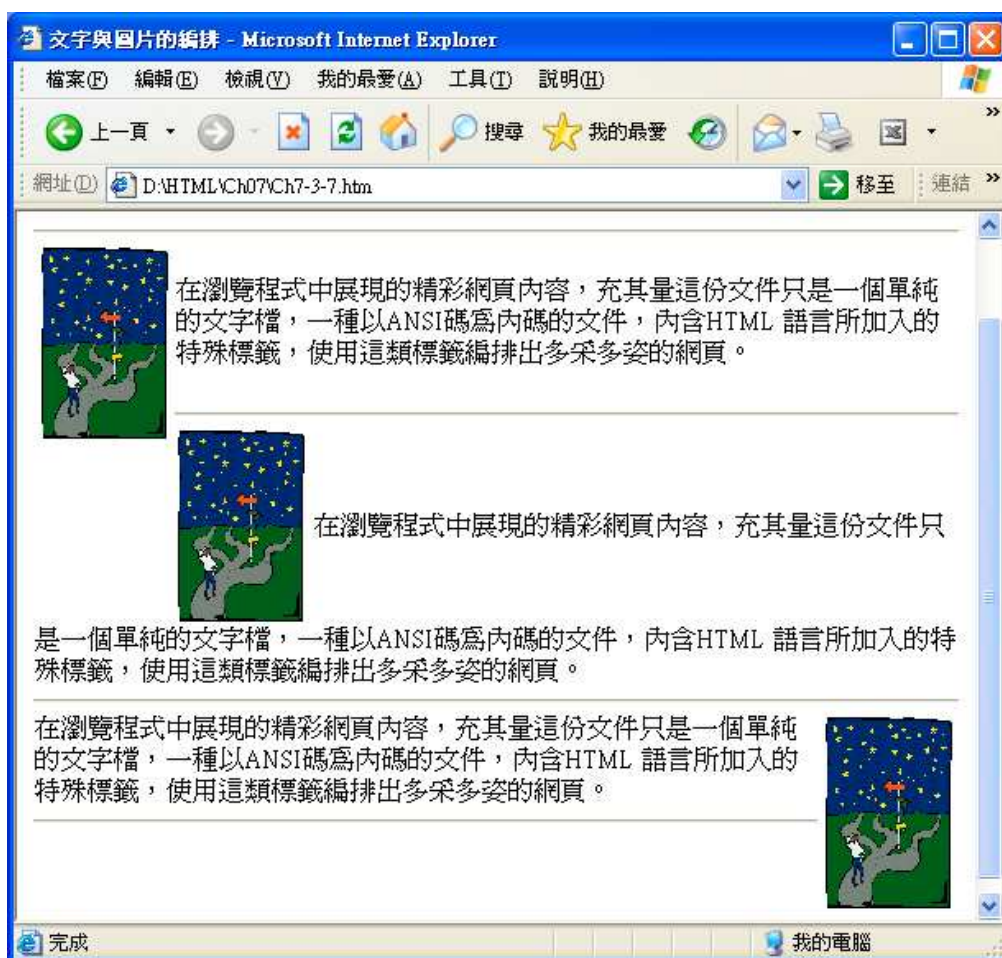 文字與圖片的編排 - Microsoft Internet Explorer
檔案(F) 編輯(E) 檢視(V) 我的最愛(A) 工具(T) 說明(H)
上一頁 搜尋 我的最愛 »
網址(D) D:\HTML\Ch07\Ch7-3-7.htm 移至 連結 »
在瀏覽程式中展現的精彩網頁內容，充其量這份文件只是一個單純
的文字檔，一種以ANSI碼為內碼的文件，內含HTML 語言所加入的
特殊標籤，使用這類標籤編排出多采多姿的網頁。
在瀏覽程式中展現的精彩網頁內容，充其量這份文件只
是一個單純的文字檔，一種以ANSI碼為內碼的文件，內含HTML 語言所加入的特
殊標籤，使用這類標籤編排出多采多姿的網頁。
在瀏覽程式中展現的精彩網頁內容，充其量這份文件只是一個單純
的文字檔，一種以ANSI碼為內碼的文件，內含HTML 語言所加入的
特殊標籤，使用這類標籤編排出多采多姿的網頁。
完成 我的電腦